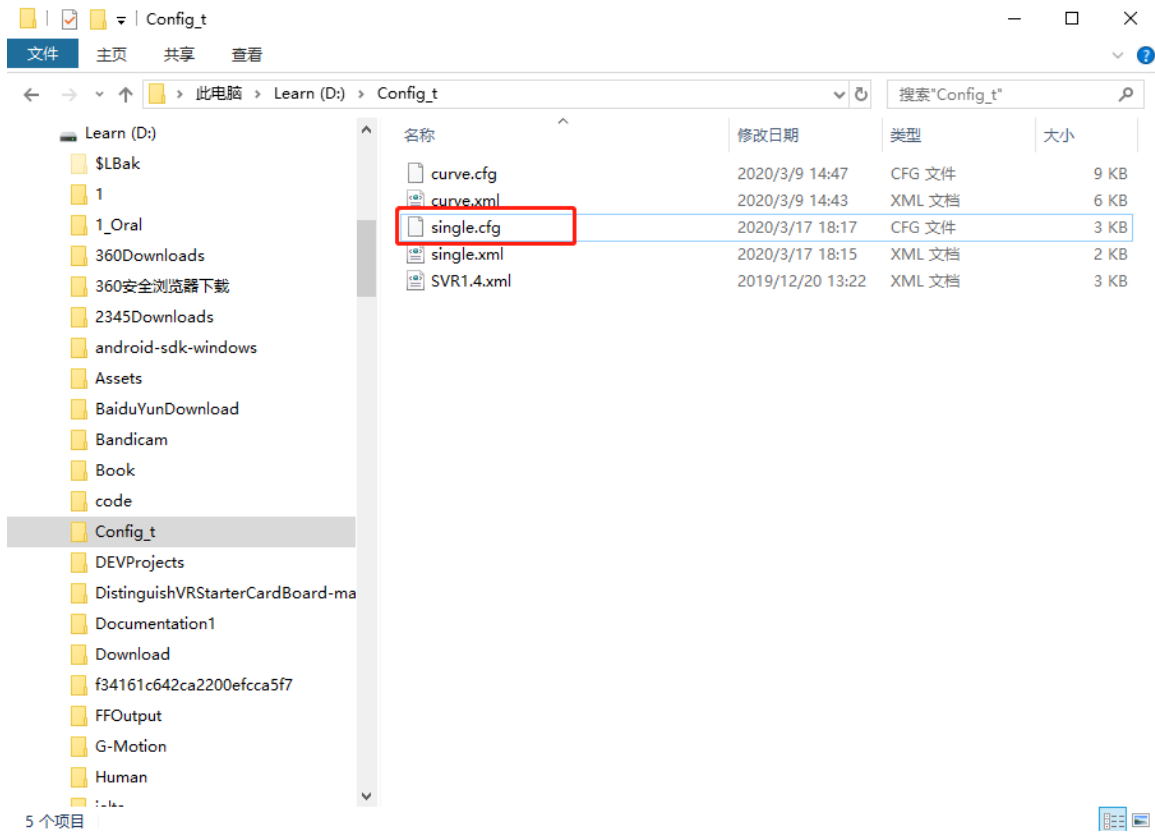 Config_t
文件 主页 共享 查看
此电脑 Learn (D:) Config_t 搜索"Config_t"
Learn (D:)
$LBak
1
1_Oral
360Downloads
360安全浏览器下载
2345Downloads
android-sdk-windows
Assets
BaiduYunDownload
Bandicam
Book
code
Config_t
DEVProjects
DistinguishVRStarterCardBoard-ma
Documentation1
Download
f34161c642ca2200efcca5f7
FFOutput
G-Motion
Human
名称 修改日期 类型 大小
curve.cfg 2020/3/9 14:47 CFG 文件 9 KB
curve.xml 2020/3/9 14:43 XML 文档 6 KB
single.cfg 2020/3/17 18:17 CFG 文件 3 KB
single.xml 2020/3/17 18:15 XML 文档 2 KB
SVR1.4.xml 2019/12/20 13:22 XML 文档 3 KB
5 个项目